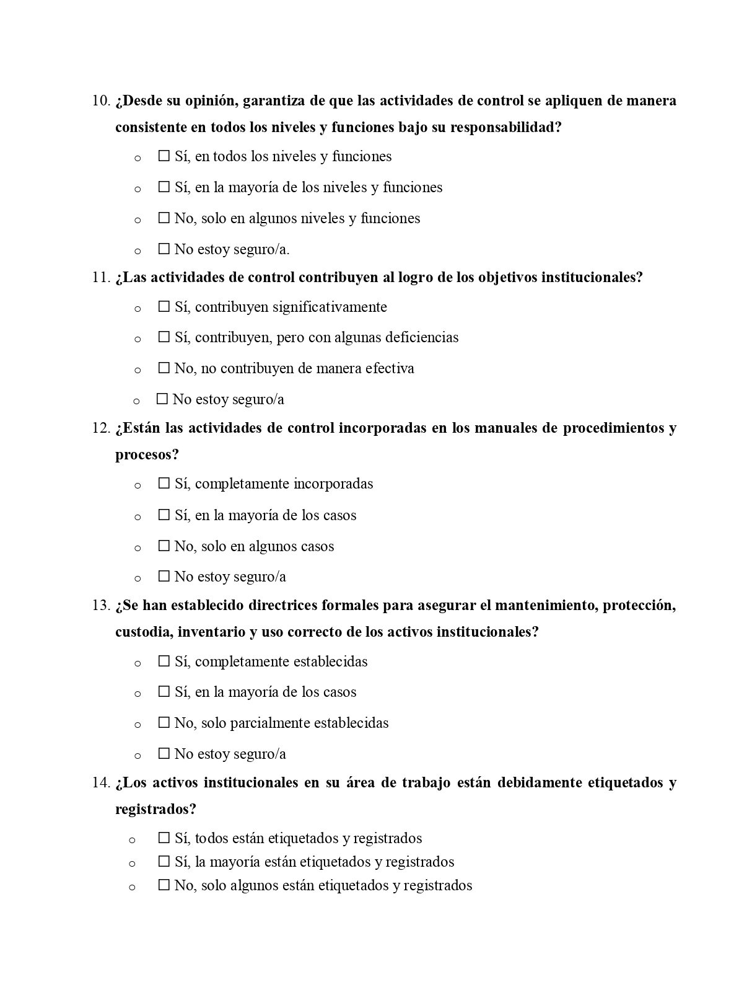 10. ¿Desde su opinión, garantiza de que las actividades de control se apliquen de manera
consistente en todos los niveles y funciones bajo su responsabilidad?
o ☐ Sí, en todos los niveles y funciones
o ☐ Sí, en la mayoría de los niveles y funciones
o ☐ No, solo en algunos niveles y funciones
o ☐ No estoy seguro/a.
11. ¿Las actividades de control contribuyen al logro de los objetivos institucionales?
o ☐ Sí, contribuyen significativamente
o ☐ Sí, contribuyen, pero con algunas deficiencias
o ☐ No, no contribuyen de manera efectiva
o ☐ No estoy seguro/a
12. ¿Están las actividades de control incorporadas en los manuales de procedimientos y
procesos?
o ☐ Sí, completamente incorporadas
o ☐ Sí, en la mayoría de los casos
o ☐ No, solo en algunos casos
o ☐ No estoy seguro/a
13. ¿Se han establecido directrices formales para asegurar el mantenimiento, protección,
custodia, inventario y uso correcto de los activos institucionales?
o ☐ Sí, completamente establecidas
o ☐ Sí, en la mayoría de los casos
o ☐ No, solo parcialmente establecidas
o ☐ No estoy seguro/a
14. ¿Los activos institucionales en su área de trabajo están debidamente etiquetados y
registrados?
o ☐ Sí, todos están etiquetados y registrados
o ☐ Sí, la mayoría están etiquetados y registrados
o ☐ No, solo algunos están etiquetados y registrados